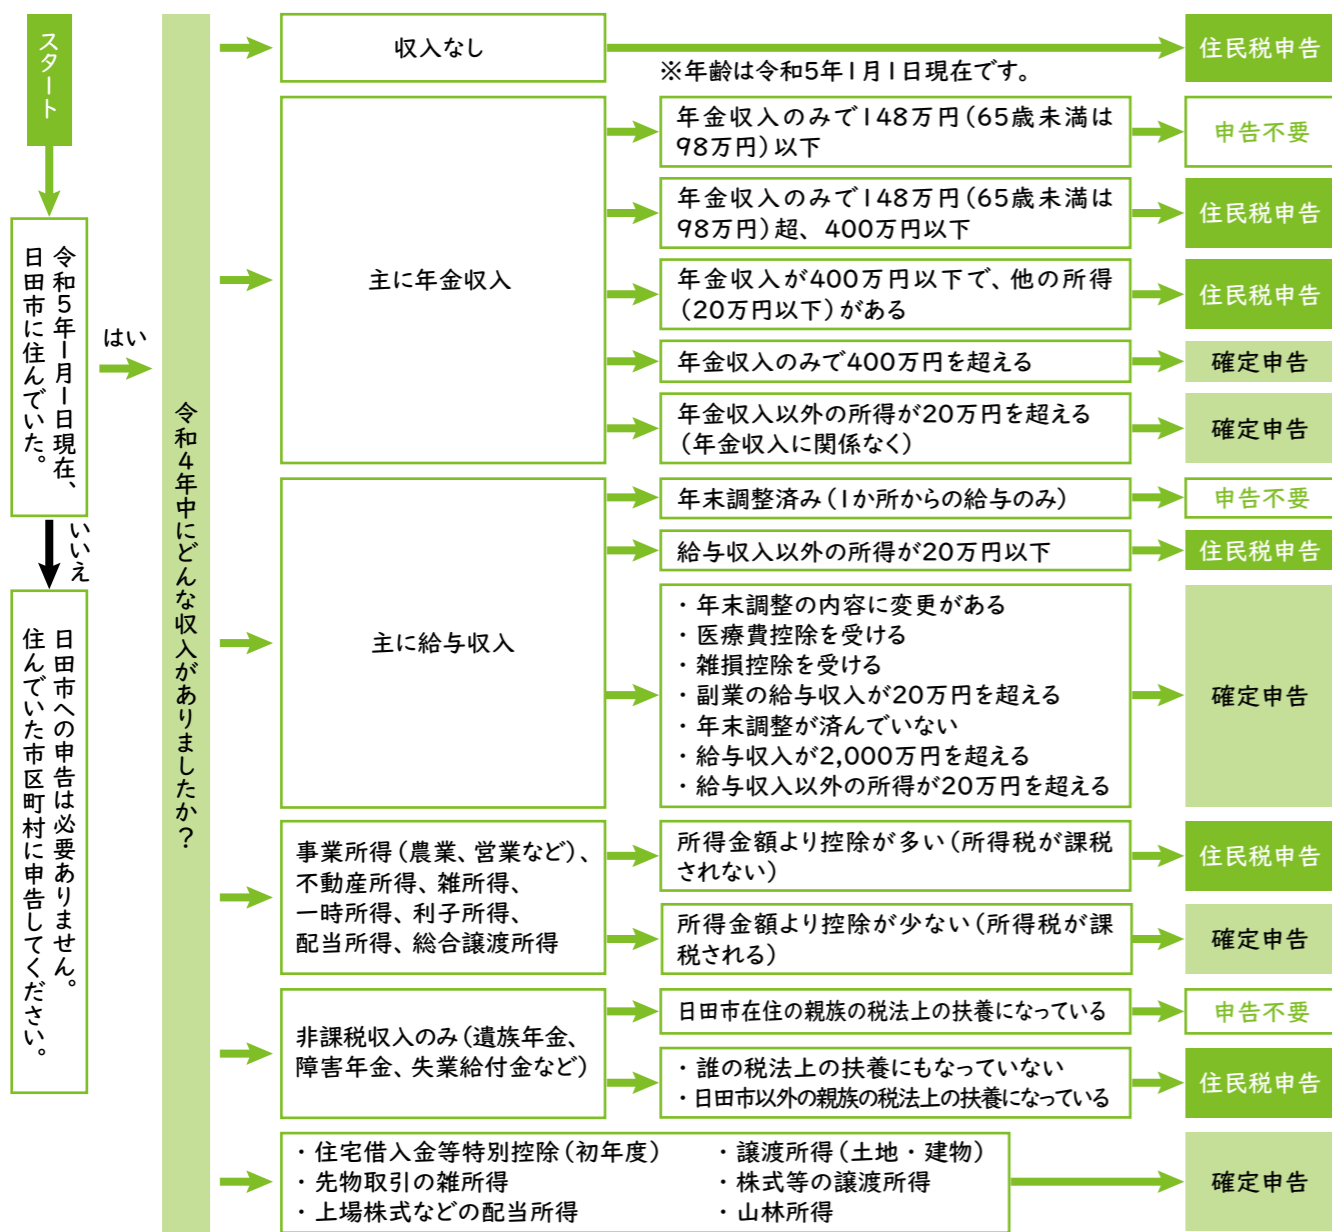 スタート
令和5年1月1日現在、
日田市に住んでいた。
はい
いいえ
日田市への申告は必要ありません。
住んでいた市区町村に申告してください。
令和4年中にどんな収入がありましたか？
収入なし
住民税申告
※年齢は令和5年1月1日現在です。
主に年金収入
年金収入のみで148万円（65歳未満は
98万円）以下
申告不要
年金収入のみで148万円（65歳未満は
98万円）超、400万円以下
住民税申告
年金収入が400万円以下で、他の所得
（20万円以下）がある
住民税申告
年金収入のみで400万円を超える
確定申告
年金収入以外の所得が20万円を超える
（年金収入に関係なく）
確定申告
主に給与収入
年末調整済み（1か所からの給与のみ）
申告不要
給与収入以外の所得が20万円以下
住民税申告
・年末調整の内容に変更がある
・医療費控除を受ける
・雑損控除を受ける
・副業の給与収入が20万円を超える
・年末調整が済んでいない
・給与収入が2,000万円を超える
・給与収入以外の所得が20万円を超える
確定申告
事業所得（農業、営業など）、
不動産所得、雑所得、
一時所得、利子所得、
配当所得、総合譲渡所得
所得金額より控除が多い（所得税が課税
されない）
住民税申告
所得金額より控除が少ない（所得税が課
税される）
確定申告
非課税収入のみ（遺族年金、
障害年金、失業給付金など）
日田市在住の親族の税法上の扶養になっている
申告不要
・誰の税法上の扶養にもなっていない
・日田市以外の親族の税法上の扶養になっている
住民税申告
・住宅借入金等特別控除（初年度）
・先物取引の雑所得
・上場株式などの配当所得
・譲渡所得（土地・建物）
・株式等の譲渡所得
・山林所得
確定申告